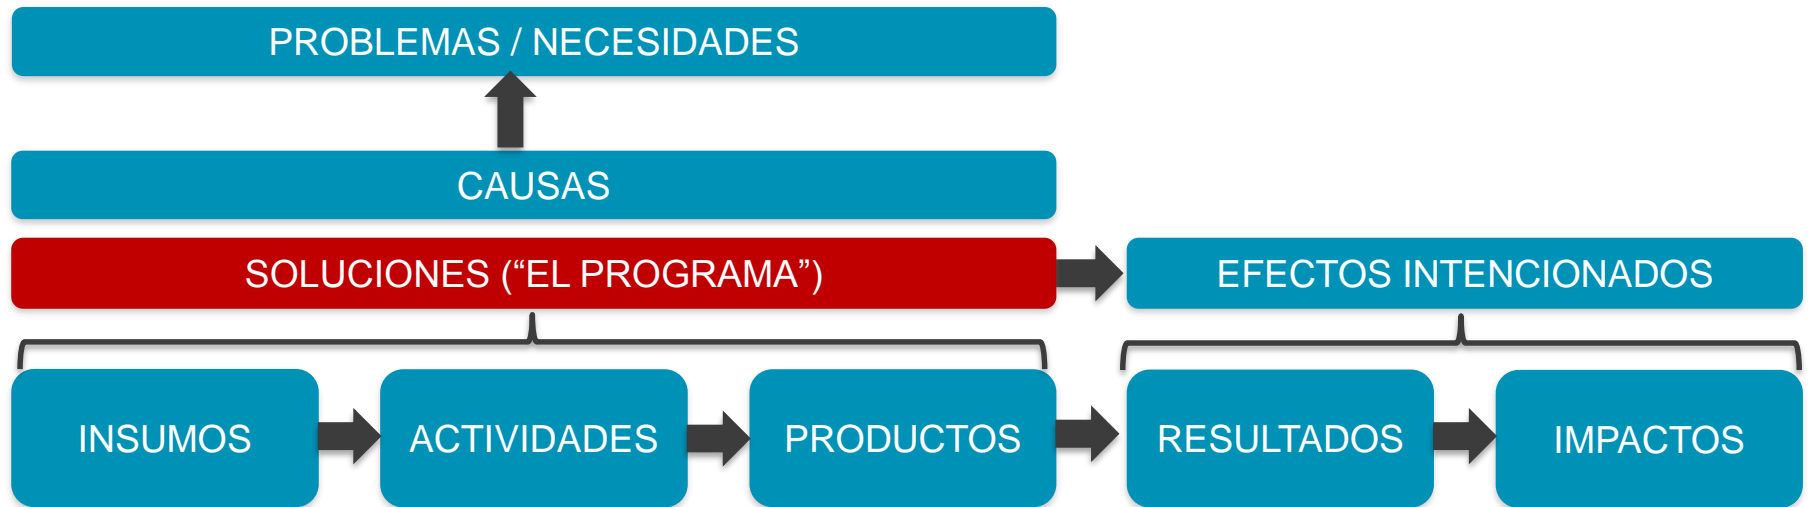 PROBLEMAS / NECESIDADES
CAUSAS
SOLUCIONES (“EL PROGRAMA”)
EFECTOS INTENCIONADOS
INSUMOS
ACTIVIDADES
PRODUCTOS
RESULTADOS
IMPACTOS